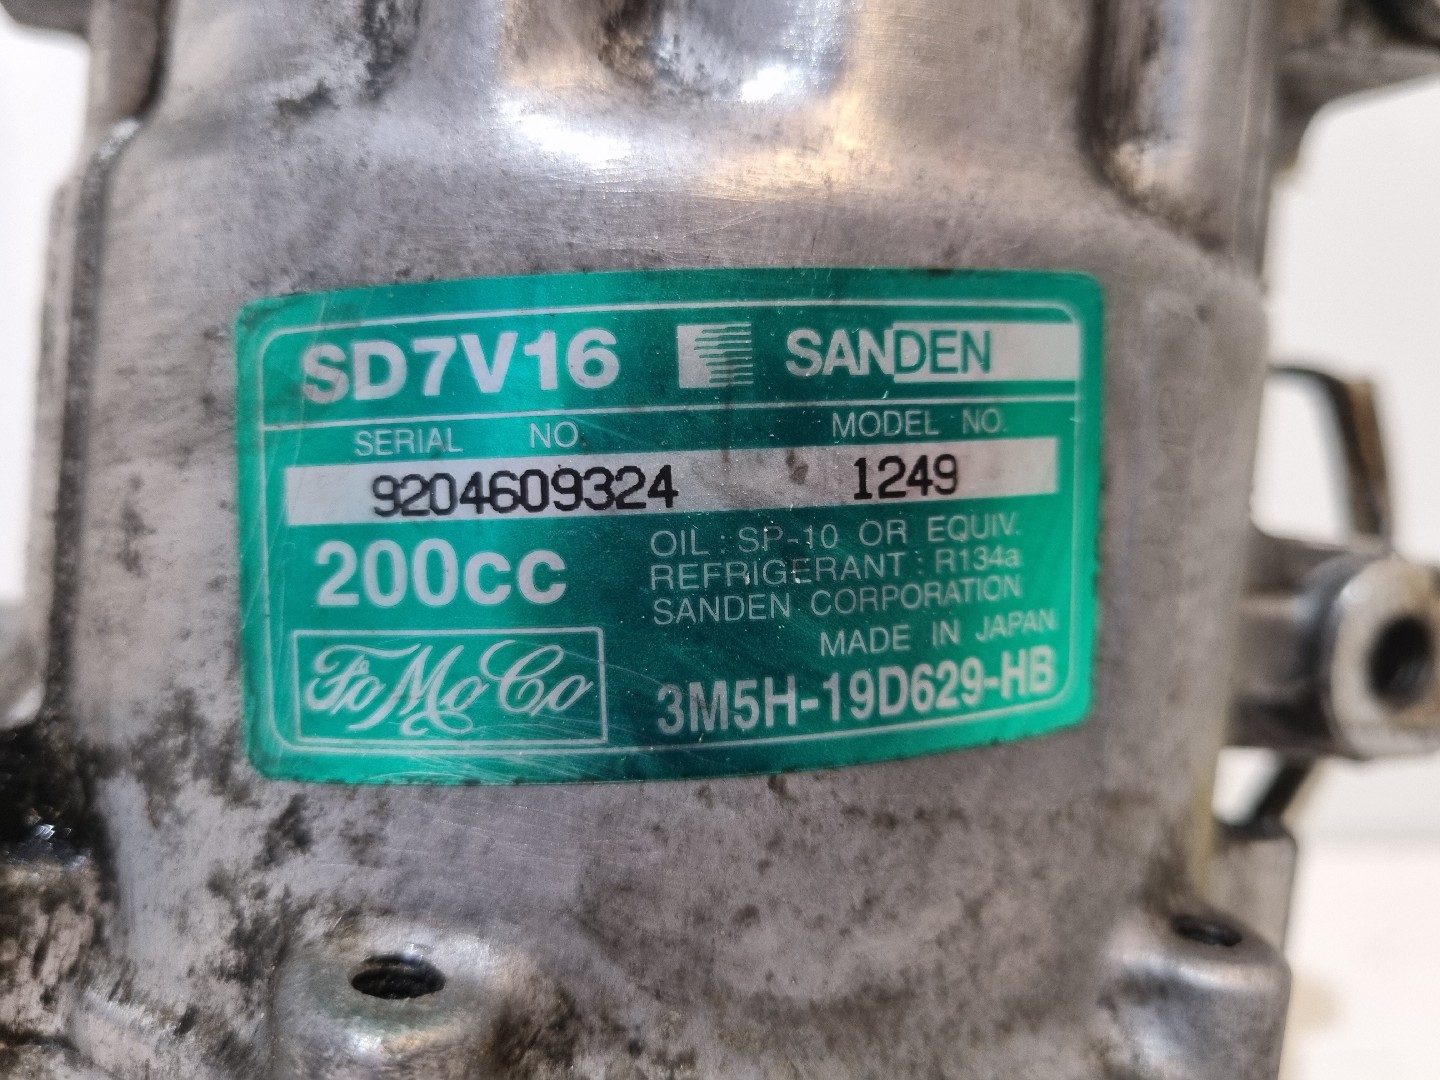 SD7V16 SANDEN
SERIAL NO. MODEL NO.
9204609324 1249
200cc
OIL : SP-10 OR EQUIV.
REFRIGERANT : R134a
SANDEN CORPORATION
MADE IN JAPAN
FoMoCo
3M5H-19D629-HB